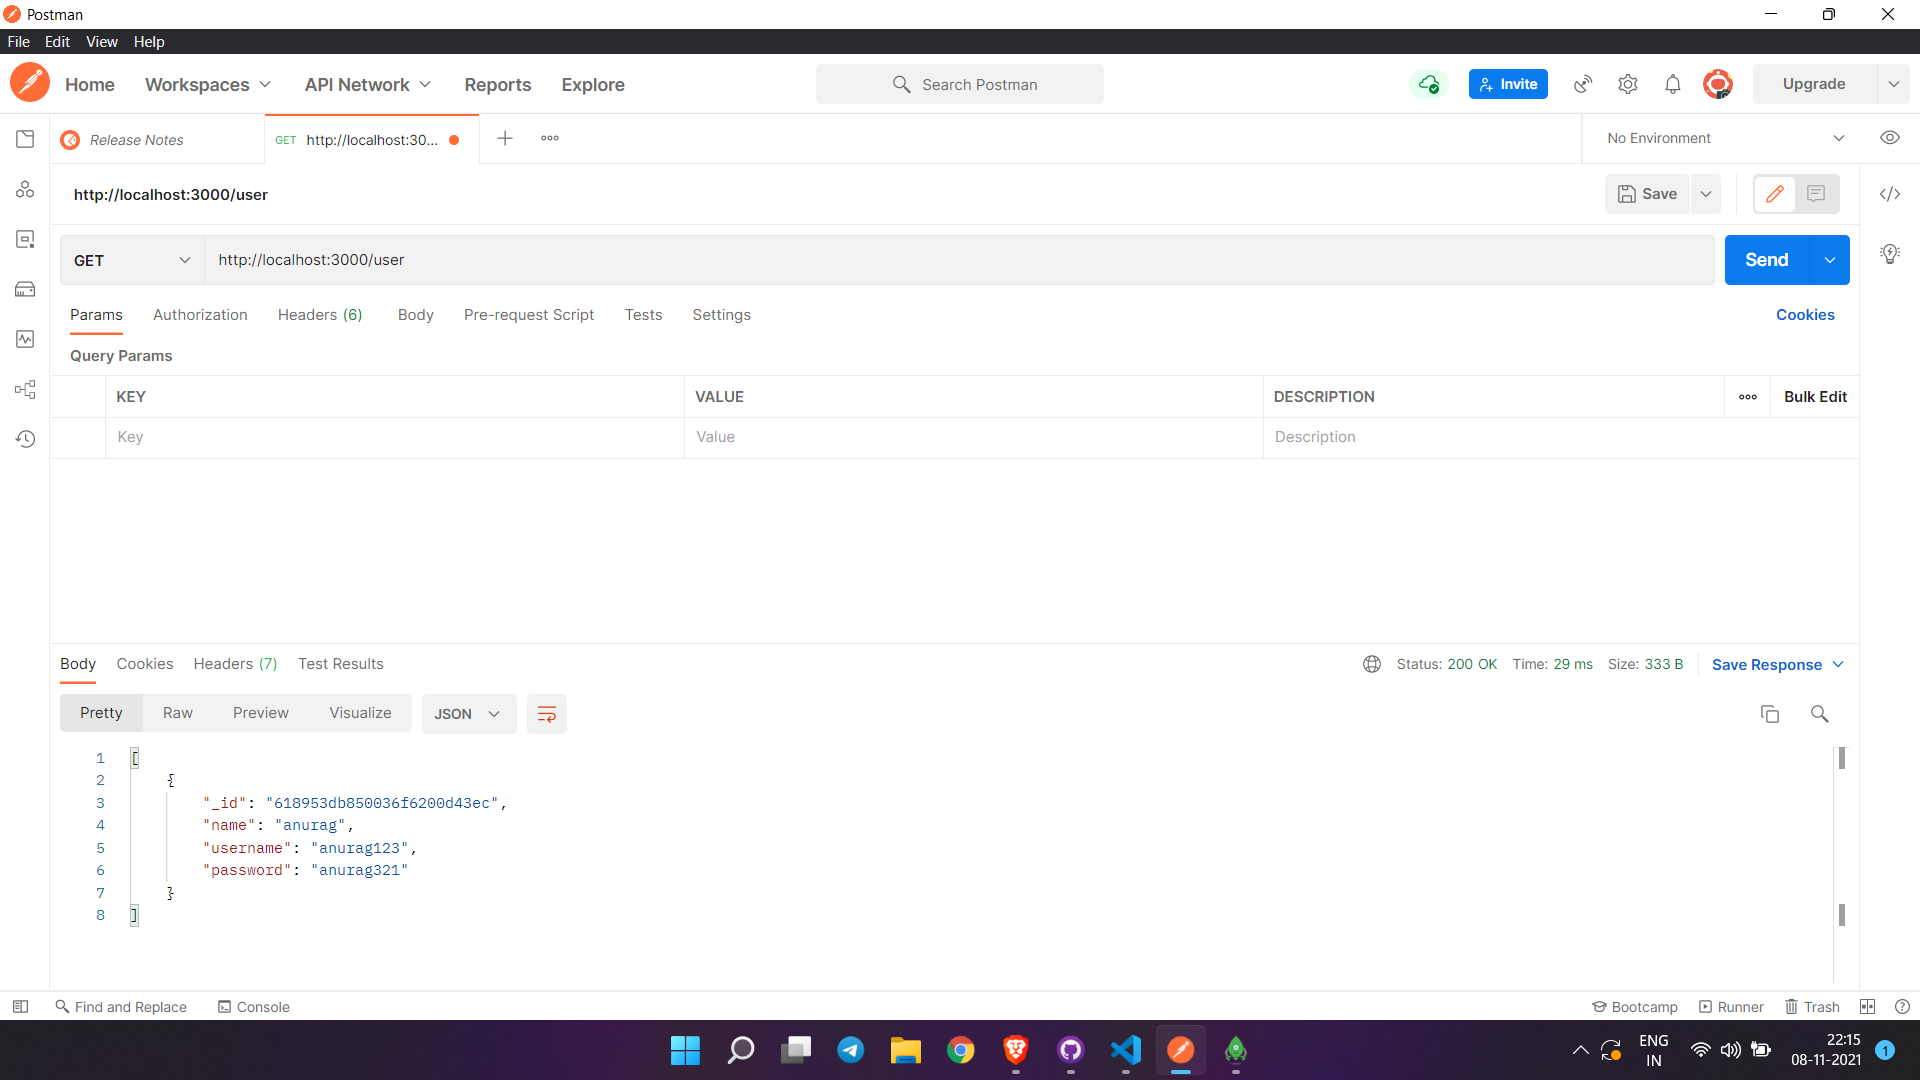 Postman
File Edit View Help
Home Workspaces API Network Reports Explore Search Postman Invite Upgrade
Release Notes GET http://localhost:30... No Environment
http://localhost:3000/user Save
GET http://localhost:3000/user Send
Params Authorization Headers (6) Body Pre-request Script Tests Settings Cookies
Query Params
KEY VALUE DESCRIPTION Bulk Edit
Key Value Description
Body Cookies Headers (7) Test Results Status: 200 OK Time: 29 ms Size: 333 B Save Response
Pretty Raw Preview Visualize JSON
1 [
2 {
3 "_id": "618953db850036f6200d43ec",
4 "name": "anurag",
5 "username": "anurag123",
6 "password": "anurag321"
7 }
8 ]
Find and Replace Console Bootcamp Runner Trash
ENG 22:15
IN 08-11-2021 1